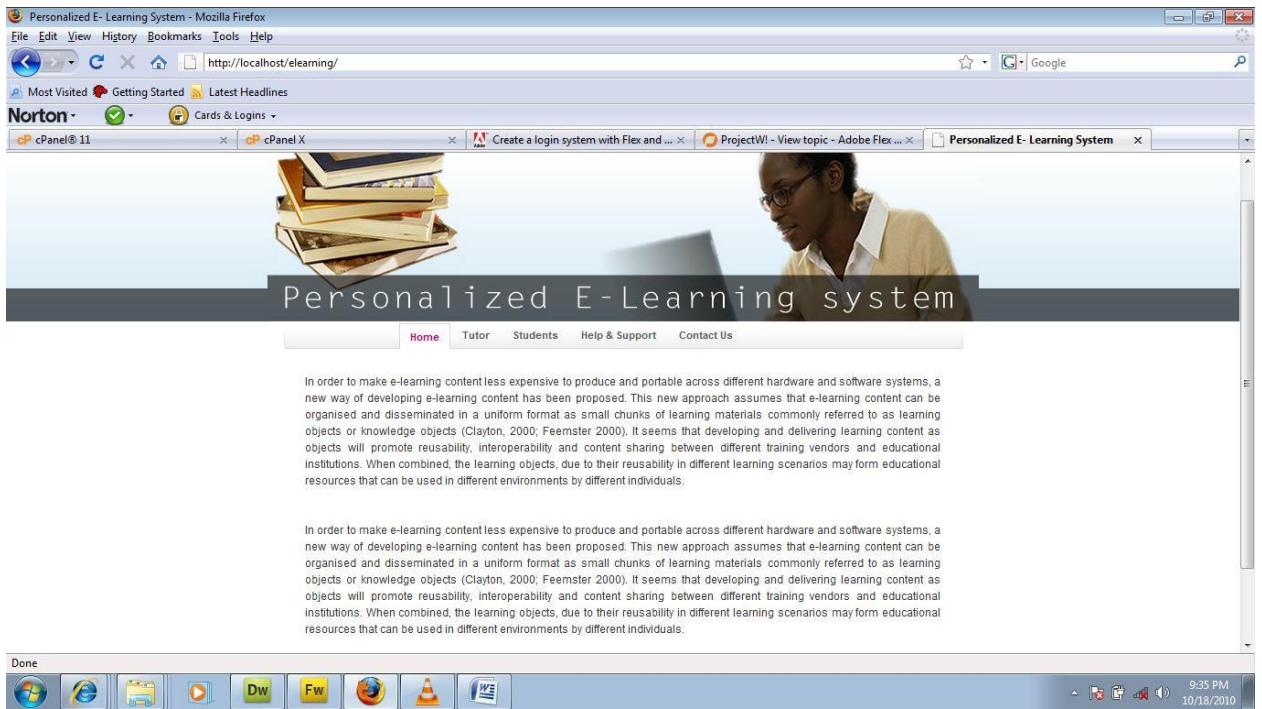 Personalized E- Learning System - Mozilla Firefox
File Edit View History Bookmarks Tools Help
http://localhost/elearning/
Google
Most Visited Getting Started Latest Headlines
Norton Cards & Logins
cP cPanel® 11 cP cPanel X Create a login system with Flex and ... ProjectW! - View topic - Adobe Flex ... Personalized E- Learning System
Personalized E-Learning system
Home Tutor Students Help & Support Contact Us
In order to make e-learning content less expensive to produce and portable across different hardware and software systems, a
new way of developing e-learning content has been proposed. This new approach assumes that e-learning content can be
organised and disseminated in a uniform format as small chunks of learning materials commonly referred to as learning
objects or knowledge objects (Clayton, 2000; Feemster 2000). It seems that developing and delivering learning content as
objects will promote reusability, interoperability and content sharing between different training vendors and educational
institutions. When combined, the learning objects, due to their reusability in different learning scenarios may form educational
resources that can be used in different environments by different individuals.
In order to make e-learning content less expensive to produce and portable across different hardware and software systems, a
new way of developing e-learning content has been proposed. This new approach assumes that e-learning content can be
organised and disseminated in a uniform format as small chunks of learning materials commonly referred to as learning
objects or knowledge objects (Clayton, 2000; Feemster 2000). It seems that developing and delivering learning content as
objects will promote reusability, interoperability and content sharing between different training vendors and educational
institutions. When combined, the learning objects, due to their reusability in different learning scenarios may form educational
resources that can be used in different environments by different individuals.
Done
Dw Fw
9:35 PM
10/18/2010